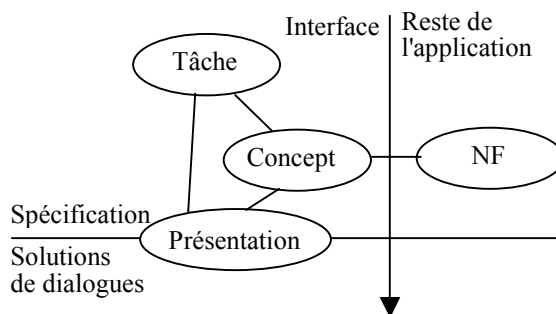 Interface
Reste de
l'application
Tâche
Concept
NF
Spécification
Présentation
Solutions
de dialogues